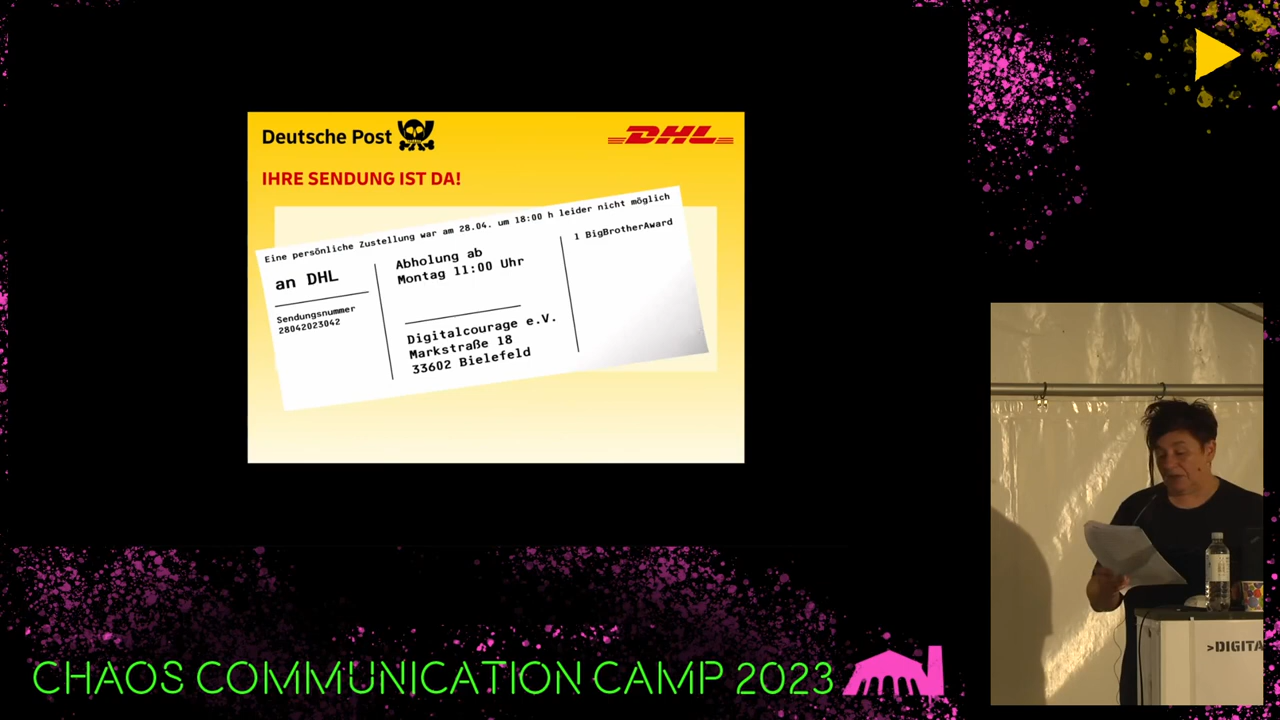 Deutsche Post
DHL
IHRE SENDUNG IST DA!
Eine persönliche Zustellung war am 28.04. um 18:00 h leider nicht möglich
an DHL
Sendungsnummer
28042023042
Abholung ab
Montag 11:00 Uhr
Digitalcourage e.V.
Markstraße 18
33602 Bielefeld
1 BigBrotherAward
>DIGITA
CHAOS COMMUNICATION CAMP 2023